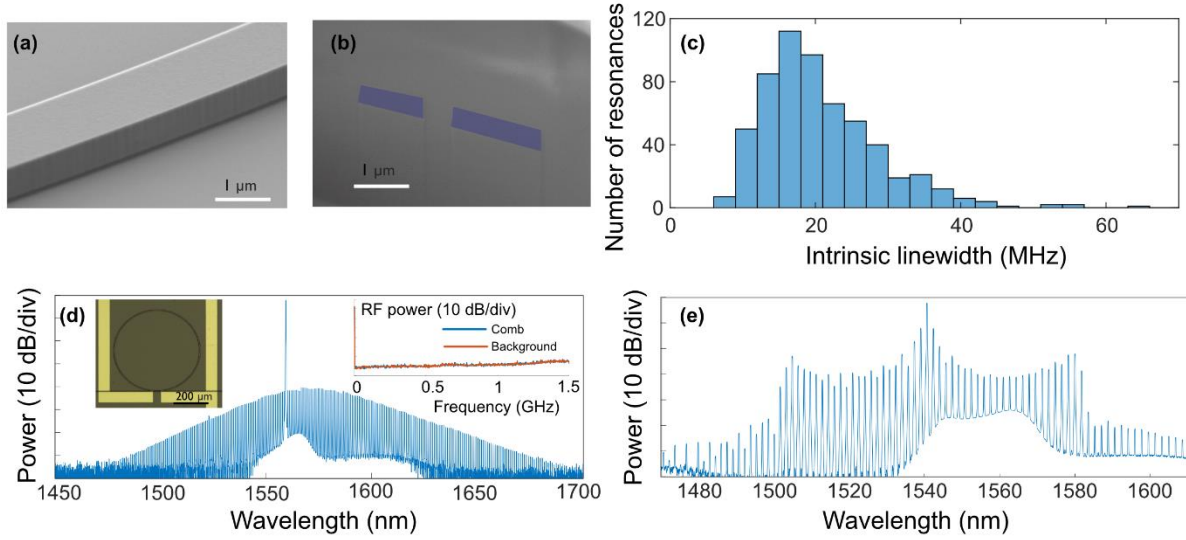 (a)
1 µm
(b)
1 µm
(c)
Number of resonances
120
80
40
0
0
20
40
60
Intrinsic linewidth (MHz)
(d)
Power (10 dB/div)
200 µm
RF power (10 dB/div)
Comb
Background
0
0.5
1
1.5
Frequency (GHz)
1450
1500
1550
1600
1700
Wavelength (nm)
(e)
Power (10 dB/div)
1480
1500
1520
1540
1560
1580
1600
Wavelength (nm)